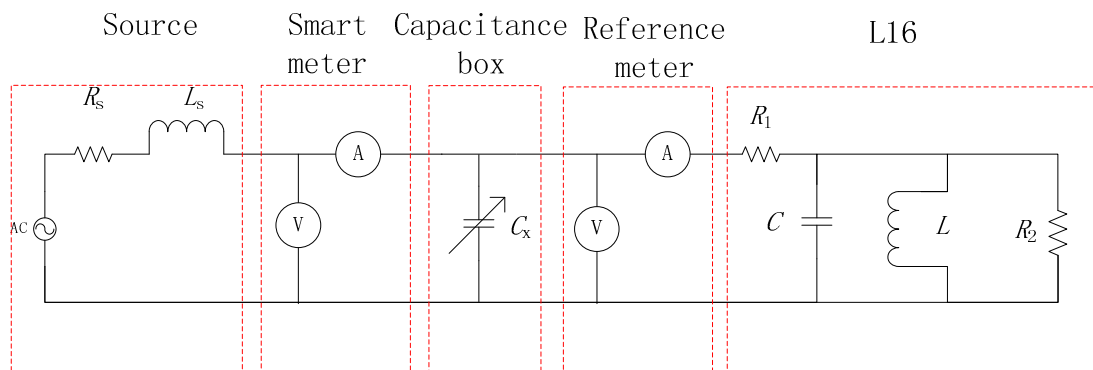 Source
Smart
meter
Capacitance
box
Reference
meter
L16
Rs
Ls
R1
A
A
AC
V
Cx
V
C
L
R2